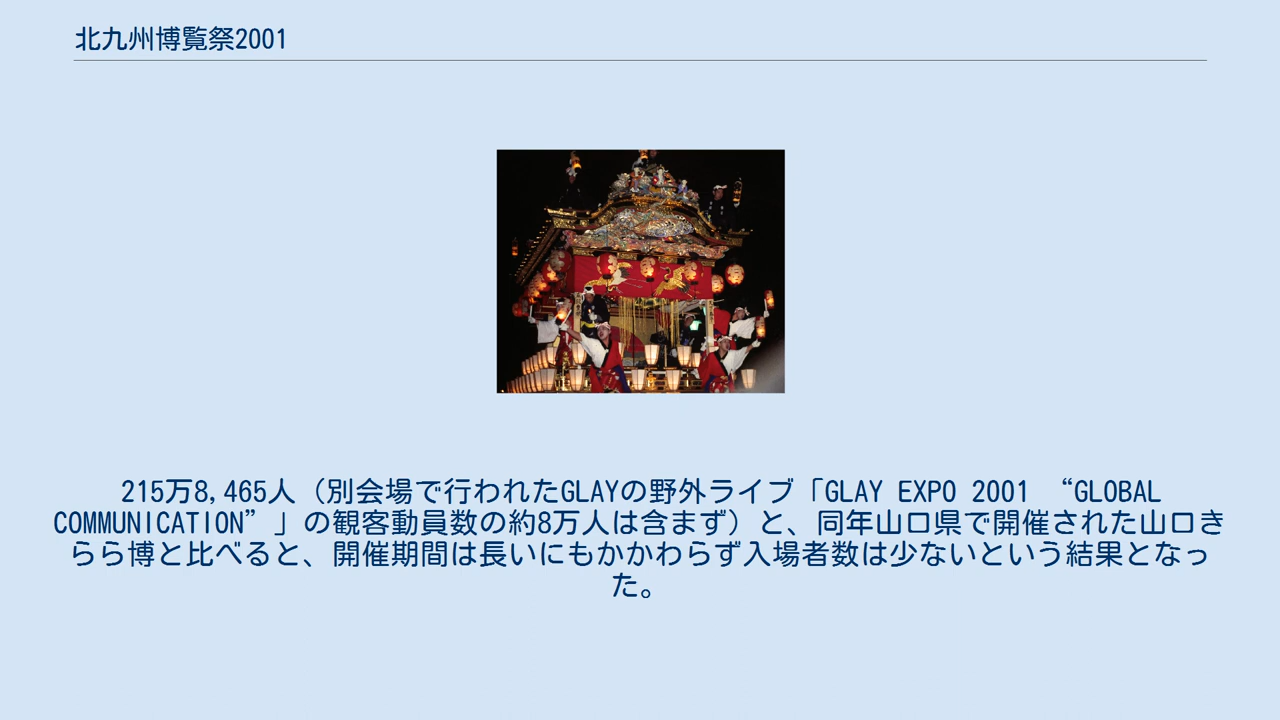 北九州博覧祭2001
215万8,465人（別会場で行われたGLAYの野外ライブ「GLAY EXPO 2001 “GLOBAL
COMMUNICATION”」の観客動員数の約8万人は含まず）と、同年山口県で開催された山口き
らら博と比べると、開催期間は長いにもかかわらず入場者数は少ないという結果となっ
た。